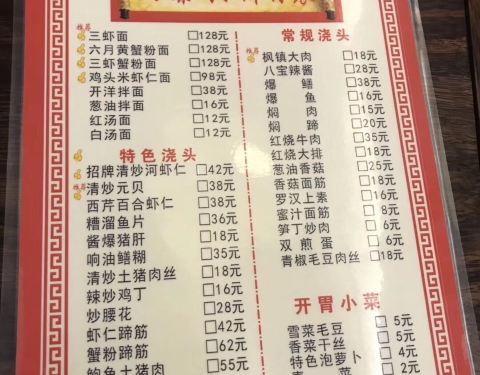 推荐
三虾面 □128元
六月黄蟹粉面 □128元
三虾蟹粉面 □128元
鸡头米虾仁面 □98元
开洋拌面 □38元
葱油拌面 □16元
红汤面 □12元
白汤面 □12元
特色浇头
推荐
招牌清炒河虾仁 □42元
清炒元贝 □38元
西芹百合虾仁 □38元
糟溜鱼片 □36元
酱爆猪肝 □18元
响油鳝糊 □35元
清炒土猪肉丝 □18元
辣炒鸡丁 □18元
炒腰花 □28元
虾仁蹄筋 □42元
蟹粉蹄筋 □62元
鲍鱼土猪肉 □55元
常规浇头
推荐
枫镇大肉 □18元
八宝辣酱 □28元
爆 鳝 □38元
爆 鱼 □16元
焖 肉 □15元
焖 蹄 □20元
红烧牛肉 □35元
红烧大排 □18元
葱油香菇 □25元
香菇面筋 □10元
罗汉上素 □16元
蜜汁面筋 □10元
笋丁炒肉 □6元
双 煎 蛋 □6元
青椒毛豆肉丝 □18元
开胃小菜
雪菜毛豆 □5元
香菜干丝 □5元
特色泡萝卜 □4元
菜 □2元